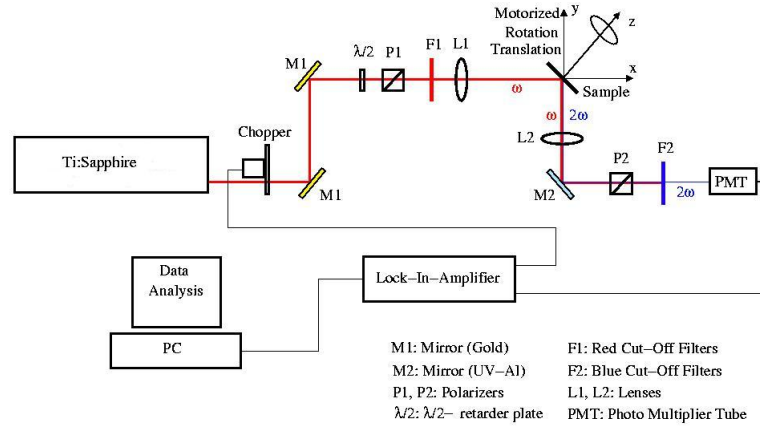 Motorized
Rotation
Translation
y
z
x
Sample
λ/2
P1
F1
L1
M1
ω
ω
2ω
L2
Chopper
Ti:Sapphire
M1
M2
P2
F2
2ω
PMT
Data
Analysis
Lock-In-Amplifier
PC
M1: Mirror (Gold)
M2: Mirror (UV-Al)
P1, P2: Polarizers
λ/2: λ/2- retarder plate
F1: Red Cut-Off Filters
F2: Blue Cut-Off Filters
L1, L2: Lenses
PMT: Photo Multiplier Tube